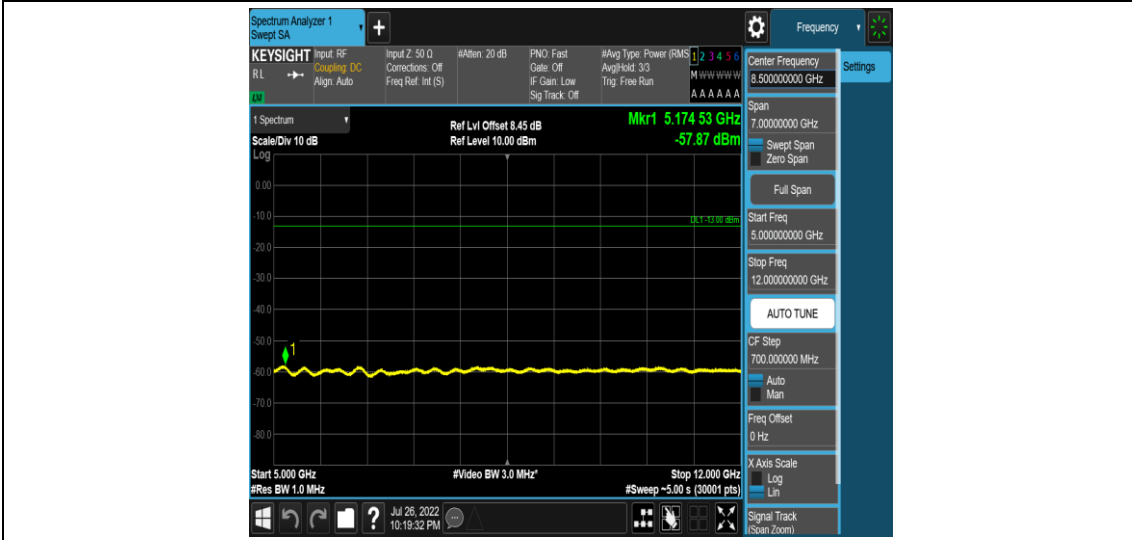 Spectrum Analyzer 1
Swept SA
+
Frequency
KEYSIGHT
RL
Input: RF
Coupling: DC
Align: Auto
Input Z: 50 Ω
Corrections: Off
Freq Ref: Int (S)
#Atten: 20 dB
PNO: Fast
Gate: Off
IF Gain: Low
Sig Track: Off
#Avg Type: Power (RMS
Avg|Hold: 3/3
Trig: Free Run
1 2 3 4 5 6
M W W W W W
A A A A A A
1 Spectrum
Scale/Div 10 dB
Log
Ref Lvl Offset 8.45 dB
Ref Level 10.00 dBm
Mkr1 5.174 53 GHz
-57.87 dBm
0.00
-10.0
DL1 -13.00 dBm
-20.0
-30.0
-40.0
-50.0
1
-60.0
-70.0
-80.0
Start 5.000 GHz
#Res BW 1.0 MHz
#Video BW 3.0 MHz*
Stop 12.000 GHz
#Sweep ~5.00 s (30001 pts)
?
Jul 26, 2022
10:19:32 PM
Center Frequency
8.500000000 GHz
Settings
Span
7.00000000 GHz
Swept Span
Zero Span
Full Span
Start Freq
5.000000000 GHz
Stop Freq
12.000000000 GHz
AUTO TUNE
CF Step
700.000000 MHz
Auto
Man
Freq Offset
0 Hz
X Axis Scale
Log
Lin
Signal Track
(Span Zoom)